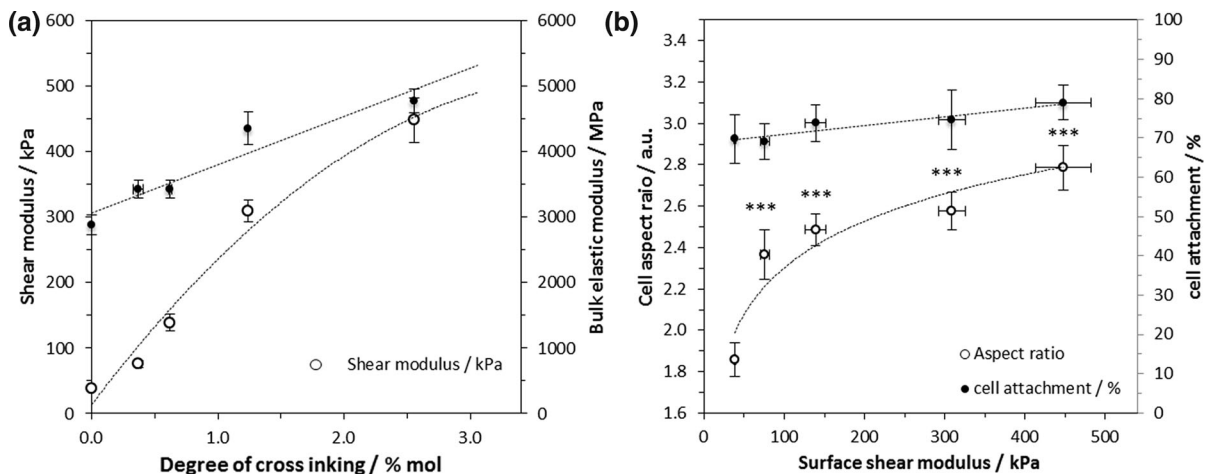 (a)
600
500
400
300
200
100
0
Shear modulus / kPa
6000
5000
4000
3000
2000
1000
0
Bulk elastic modulus / MPa
Shear modulus / kPa
0.0 1.0 2.0 3.0
Degree of cross inking / % mol
(b)
3.4
3.2
3.0
2.8
2.6
2.4
2.2
2.0
1.8
1.6
Cell aspect raio / a.u.
100
90
80
70
60
50
40
30
20
10
0
cell attachment / %
*** *** *** ***
Aspect ratio
cell attachment / %
0 100 200 300 400 500
Surface shear modulus / kPa